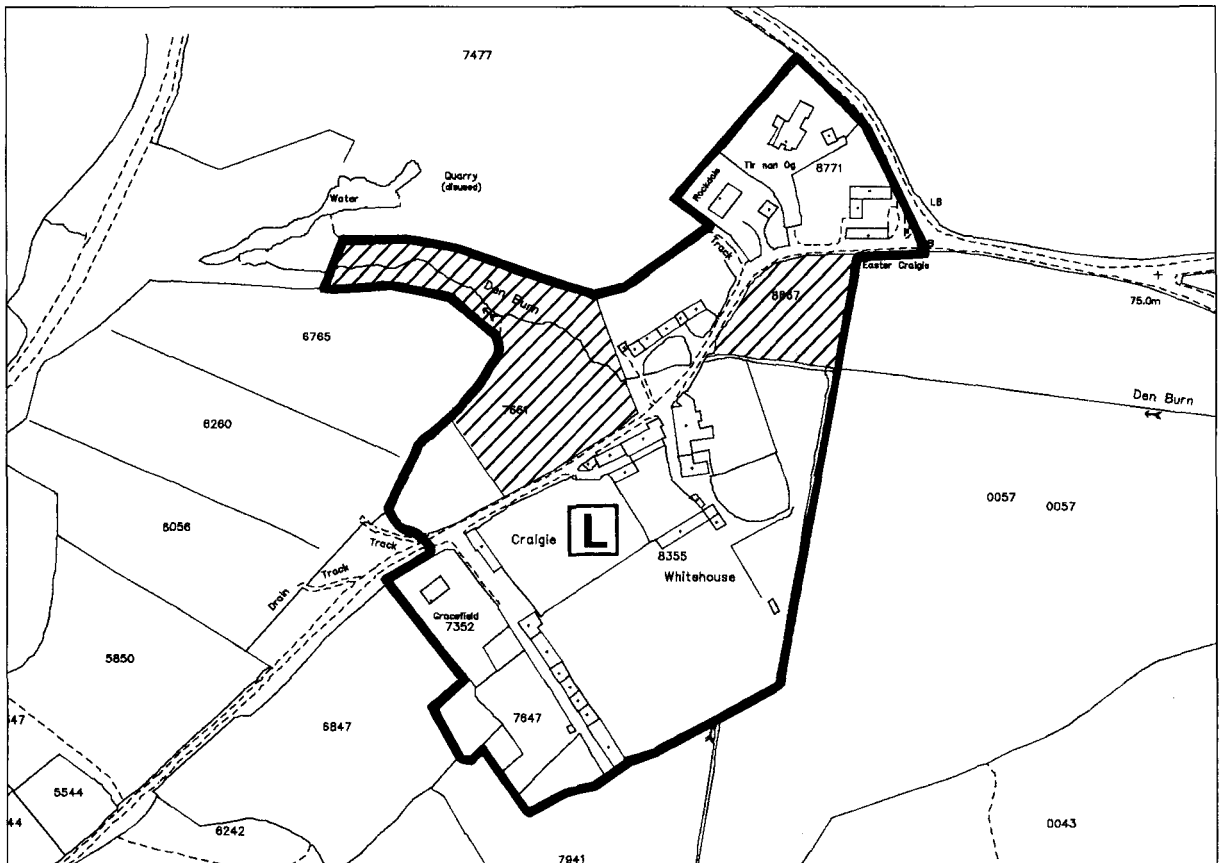 7477
Quarry
(disused)
Water
Tir nan Og
8771
Rockdale
LB
Track
Easter Craigie
Den Burn
8867
75.0m
6765
Den Burn
7661
6260
0057
0057
6056
Craigie
L
8355
Whitehouse
Track
Track
Drain
Gracefield
7352
5850
7647
6847
547
5544
44
6242
7941
0043